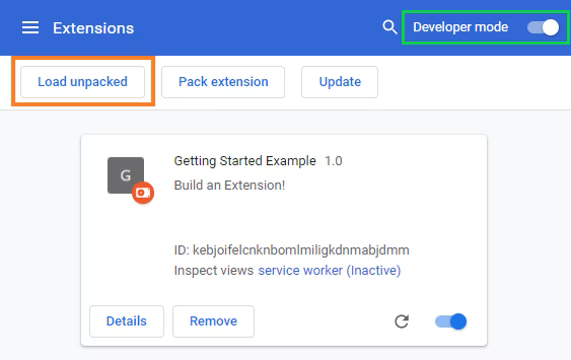 Extensions
Developer mode
Load unpacked
Pack extension
Update
G
Getting Started Example 1.0
Build an Extension!
ID: kebjoifelcnknbomlmiligkdnmabjdmm
Inspect views service worker (Inactive)
Details
Remove